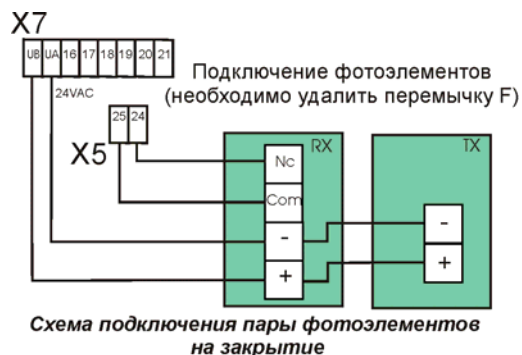 X7
UB UA 16 17 18 19 20 21
24VAC
Подключение фотоэлементов
(необходимо удалить перемычку F)
25 24
X5
RX
TX
Nc
Com
-
+
-
+
Схема подключения пары фотоэлементов
на закрытие